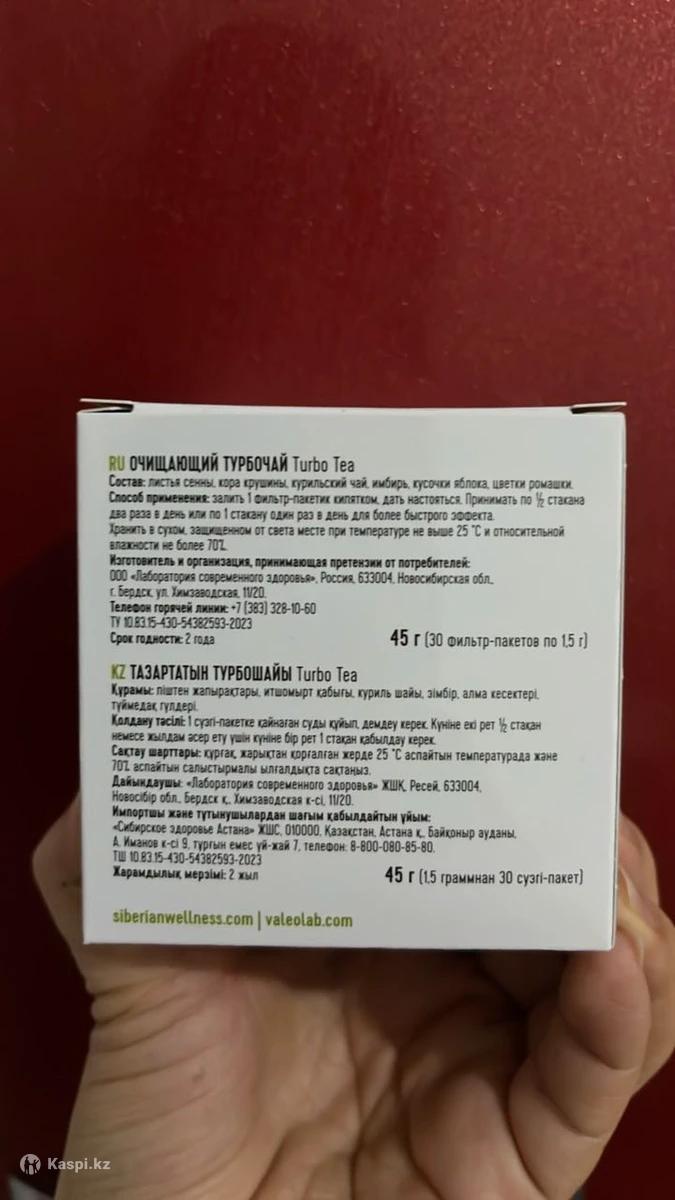 RU ОЧИЩАЮЩИЙ ТУРБОЧАЙ Turbo Tea
Состав: листья сенны, кора крушины, курильский чай, имбирь, кусочки яблока, цветки ромашки.
Способ применения: залить 1 фильтр-пакетик кипятком, дать настояться. Принимать по ½ стакана
два раза в день или по 1 стакану один раз в день для более быстрого эффекта.
Хранить в сухом, защищенном от света месте при температуре не выше 25 °С и относительной
влажности не более 70%.
Изготовитель и организация, принимающая претензии от потребителей:
ООО «Лаборатория современного здоровья», Россия, 633004, Новосибирская обл.,
г. Бердск, ул. Химзаводская, 11/20.
Телефон горячей линии: +7 (383) 328-10-60
ТУ 10.83.15-430-54382593-2023
Срок годности: 2 года
45 г (30 фильтр-пакетов по 1,5 г)
KZ ТАЗАРТАТЫН ТУРБОШАЙЫ Turbo Tea
Құрамы: піштен жапырақтары, итшомырт қабығы, куриль шайы, зімбір, алма кесектері,
түймедақ гүлдері.
Қолдану тәсілі: 1 сүзгі-пакетке қайнаған суды құйып, демдеу керек. Күніне екі рет ½ стақан
немесе жылдам әсер ету үшін күніне бір рет 1 стақан қабылдау керек.
Сақтау шарттары: құрғақ, жарықтан қорғалған жерде 25 °С аспайтын температурада және
70% аспайтын салыстырмалы ылғалдықта сақтаңыз.
Дайындаушы: «Лаборатория современного здоровья» ЖШҚ, Ресей, 633004,
Новосібір обл., Бердск қ., Химзаводская к-сі, 11/20.
Импортшы және тұтынушылардан шағым қабылдайтын ұйым:
«Сибирское здоровье Астана» ЖШС, 010000, Қазақстан, Астана қ., Байқоңыр ауданы,
А. Иманов к-сі 9, тұрғын емес үй-жай 7, телефон: 8-800-080-85-80.
ТШ 10.83.15-430-54382593-2023
Жарамдылық мерзімі: 2 жыл
45 г (1,5 граммнан 30 сүзгі-пакет)
siberianwellness.com | valeolab.com
Kaspi.kz